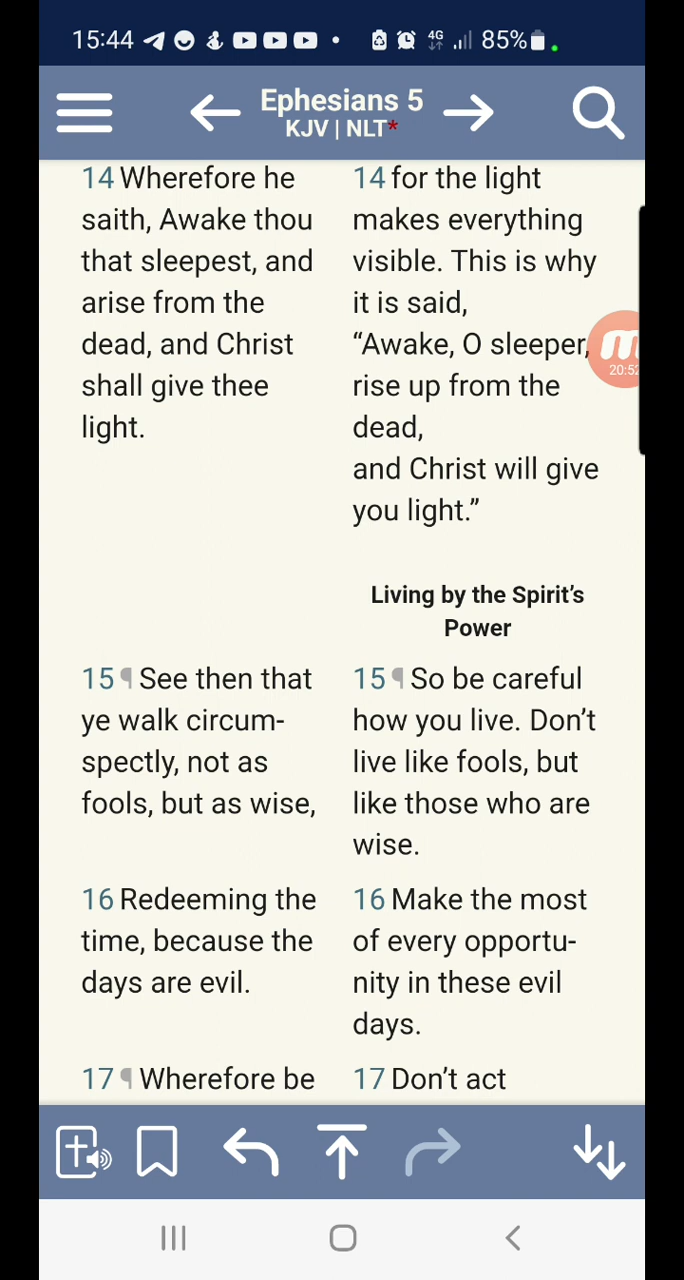 15:44 4G 85%
Ephesians 5
KJV | NLT*
14 Wherefore he
saith, Awake thou
that sleepest, and
arise from the
dead, and Christ
shall give thee
light.
14 for the light
makes everything
visible. This is why
it is said,
“Awake, O sleeper,
rise up from the
dead,
and Christ will give
you light.”
m
20:52
Living by the Spirit’s
Power
15 ¶ See then that
ye walk circum-
spectly, not as
fools, but as wise,
15 ¶ So be careful
how you live. Don’t
live like fools, but
like those who are
wise.
16 Redeeming the
time, because the
days are evil.
16 Make the most
of every opportu-
nity in these evil
days.
17 ¶ Wherefore be
17 Don’t act